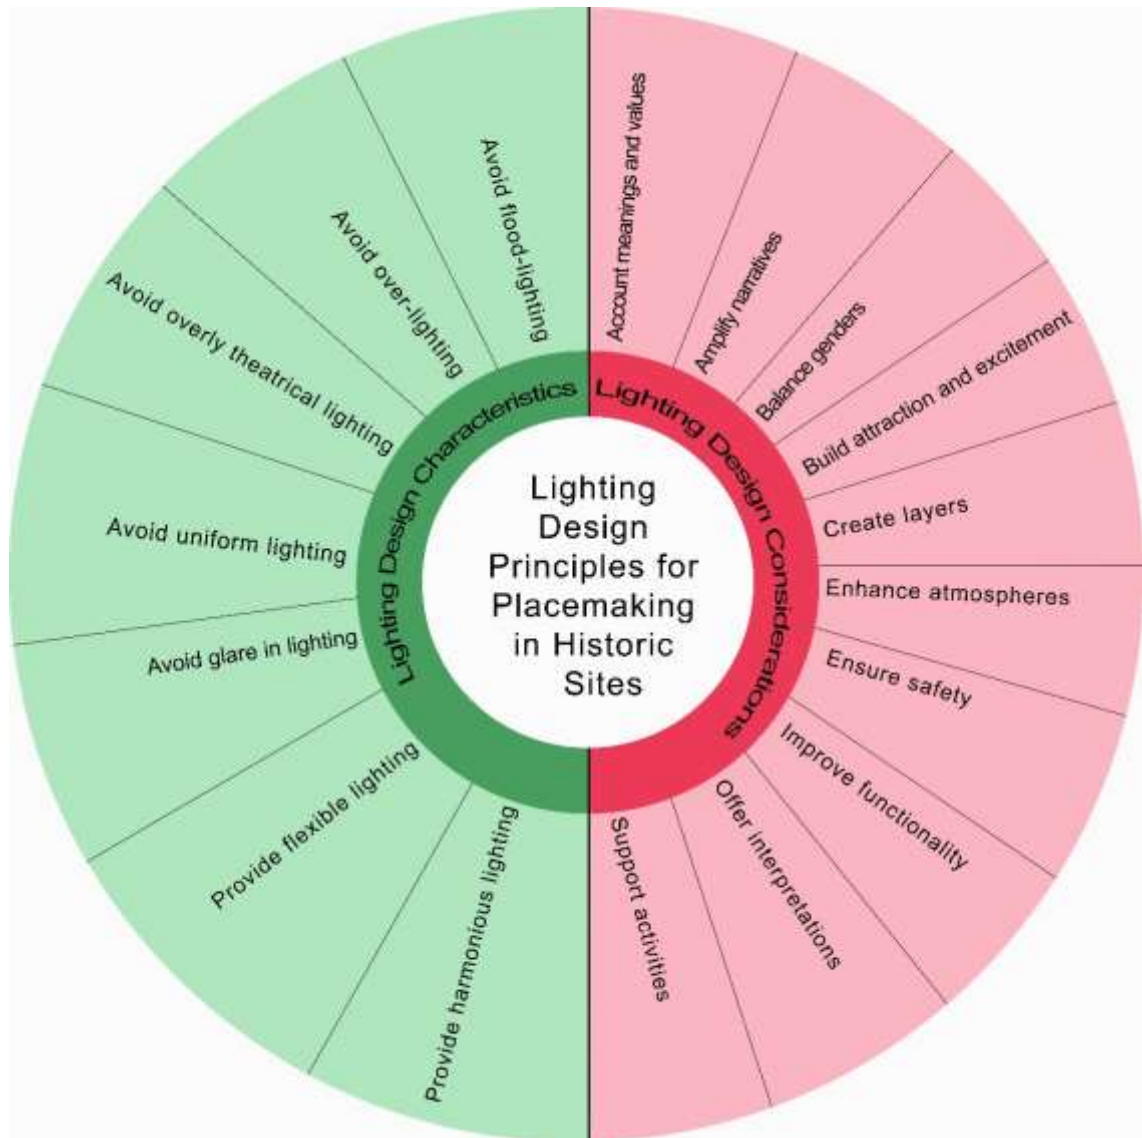 Lighting
Design
Principles for
Placemaking
in Historic
Sites
Lighting Design Considerations
Account meanings and values
Amplify narratives
Balance genders
Build attraction and excitement
Create layers
Enhance atmospheres
Ensure safety
Improve functionality
Offer interpretations
Support activities
Lighting Design Characteristics
Avoid flood-lighting
Avoid over-lighting
Avoid overly theatrical lighting
Avoid uniform lighting
Avoid glare in lighting
Provide flexible lighting
Provide harmonious lighting